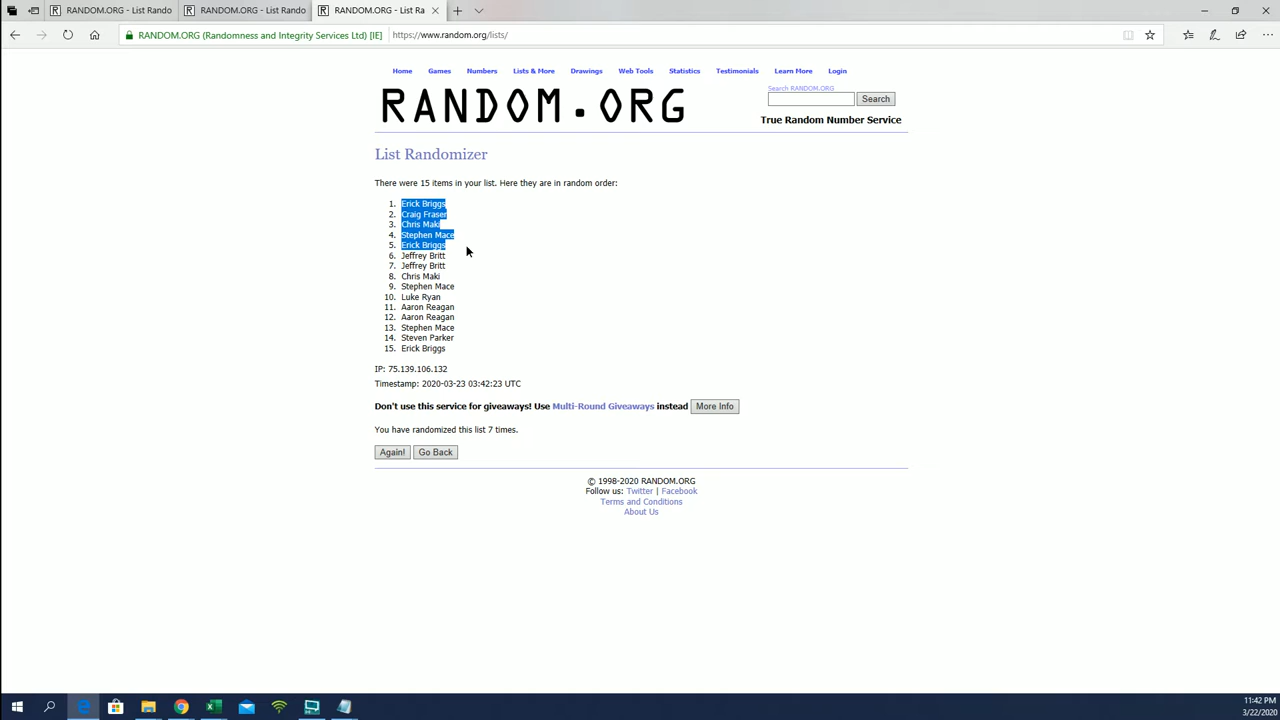 RANDOM.ORG - List Rando
RANDOM.ORG - List Rando
RANDOM.ORG - List Ra
RANDOM.ORG (Randomness and Integrity Services Ltd) [IE]
https://www.random.org/lists/
Home Games Numbers Lists & More Drawings Web Tools Statistics Testimonials Learn More Login
RANDOM.ORG
Search RANDOM.ORG
Search
True Random Number Service
List Randomizer
There were 15 items in your list. Here they are in random order:
1. Erick Briggs
2. Craig Fraser
3. Chris Maki
4. Stephen Mace
5. Erick Briggs
6. Jeffrey Britt
7. Jeffrey Britt
8. Chris Maki
9. Stephen Mace
10. Luke Ryan
11. Aaron Reagan
12. Aaron Reagan
13. Stephen Mace
14. Steven Parker
15. Erick Briggs
IP: 75.139.106.132
Timestamp: 2020-03-23 03:42:23 UTC
Don't use this service for giveaways! Use Multi-Round Giveaways instead More Info
You have randomized this list 7 times.
Again! Go Back
© 1998-2020 RANDOM.ORG
Follow us: Twitter | Facebook
Terms and Conditions
About Us
11:42 PM
3/22/2020